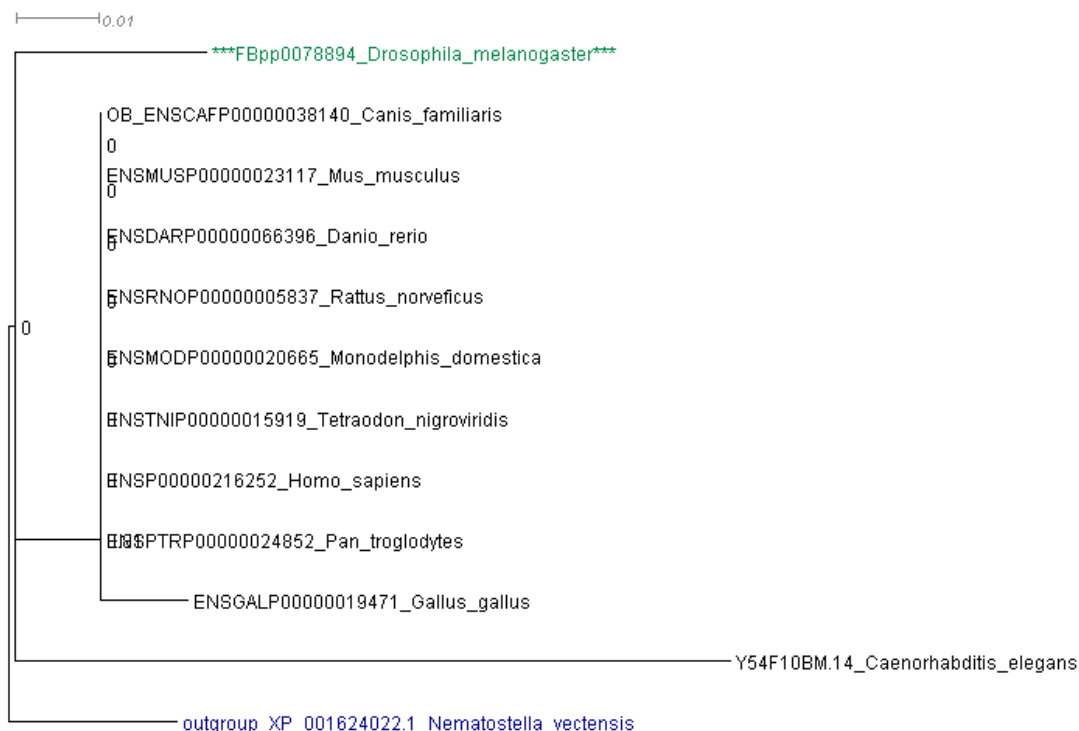 0.01
***FBpp0078894_Drosophila_melanogaster***
OB_ENSCAFP00000038140_Canis_familiaris
0
ENSMUSP00000023117_Mus_musculus
0
ENSDARP00000066396_Danio_rerio
ENSRNOP00000005837_Rattus_norveficus
0
ENSMODP00000020665_Monodelphis_domestica
ENSTNIP00000015919_Tetraodon_nigroviridis
ENSP00000216252_Homo_sapiens
ENSPTRP00000024852_Pan_troglodytes
ENSGALP00000019471_Gallus_gallus
Y54F10BM.14_Caenorhabditis_elegans
outgroup_XP_001624022.1_Nematostella_vectensis